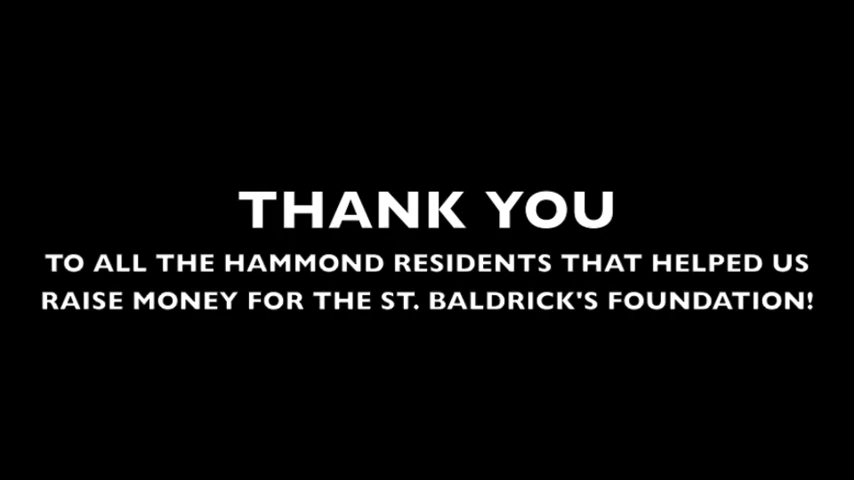 THANK YOU
TO ALL THE HAMMOND RESIDENTS THAT HELPED US
RAISE MONEY FOR THE ST. BALDRICK'S FOUNDATION!